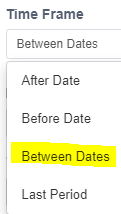 Time Frame
Between Dates
After Date
Before Date
Between Dates
Last Period